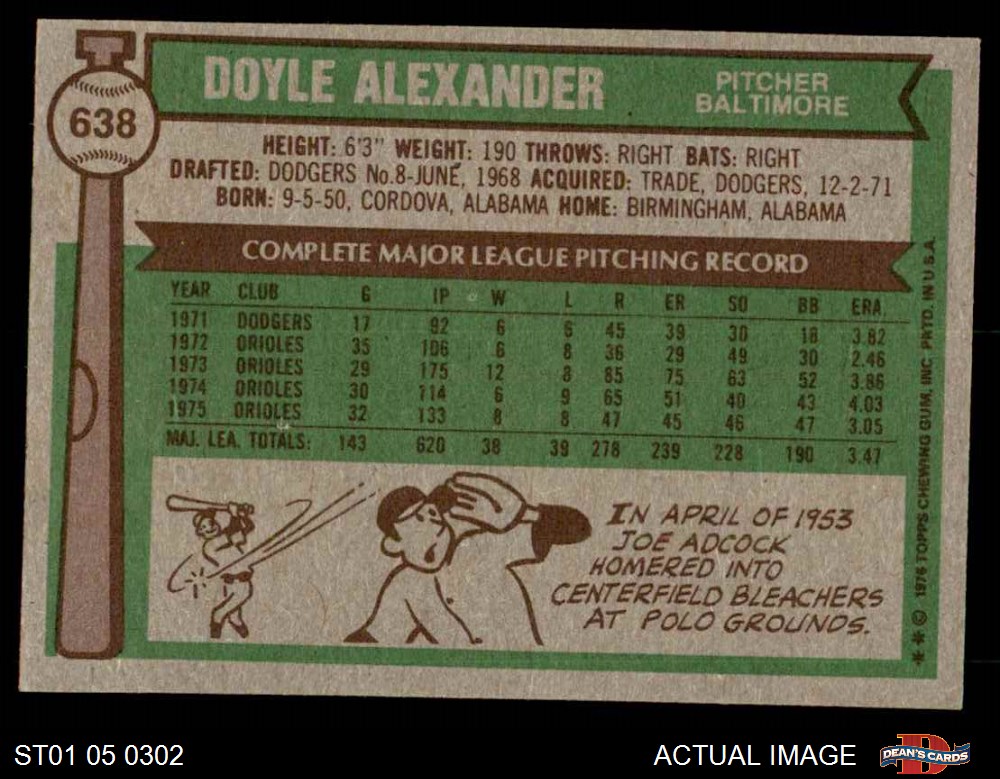 638
DOYLE ALEXANDER
PITCHER
BALTIMORE
HEIGHT: 6'3" WEIGHT: 190 THROWS: RIGHT BATS: RIGHT
DRAFTED: DODGERS No.8-JUNE, 1968 ACQUIRED: TRADE, DODGERS, 12-2-71
BORN: 9-5-50, CORDOVA, ALABAMA HOME: BIRMINGHAM, ALABAMA
COMPLETE MAJOR LEAGUE PITCHING RECORD
YEAR CLUB G IP W L R ER SO BB ERA
1971 DODGERS 17 92 6 6 45 39 30 18 3.82
1972 ORIOLES 35 106 6 8 36 29 49 30 2.46
1973 ORIOLES 29 175 12 8 85 75 63 52 3.86
1974 ORIOLES 30 114 6 9 65 51 40 43 4.03
1975 ORIOLES 32 133 8 8 47 45 46 47 3.05
MAJ. LEA. TOTALS: 143 620 38 39 278 239 228 190 3.47
IN APRIL OF 1953
JOE ADCOCK
HOMERED INTO
CENTERFIELD BLEACHERS
AT POLO GROUNDS.
** © 1976 TOPPS CHEWING GUM, INC. PRTD. IN U.S.A.
ST01 05 0302
ACTUAL IMAGE
DEAN'S CARDS